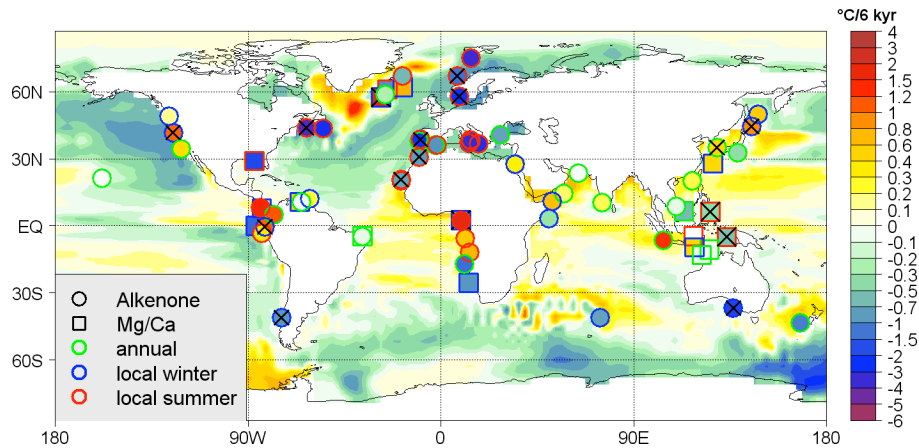 °C/6 kyr
4
3
2
1.5
1.2
1
0.8
0.6
0.4
0.3
0.2
0.1
0
-0.1
-0.2
-0.3
-0.5
-0.7
-1
-1.5
-2
-3
-4
-5
-6
60N
30N
EQ
30S
60S
Alkenone
Mg/Ca
annual
local winter
local summer
180 90W 0 90E 180